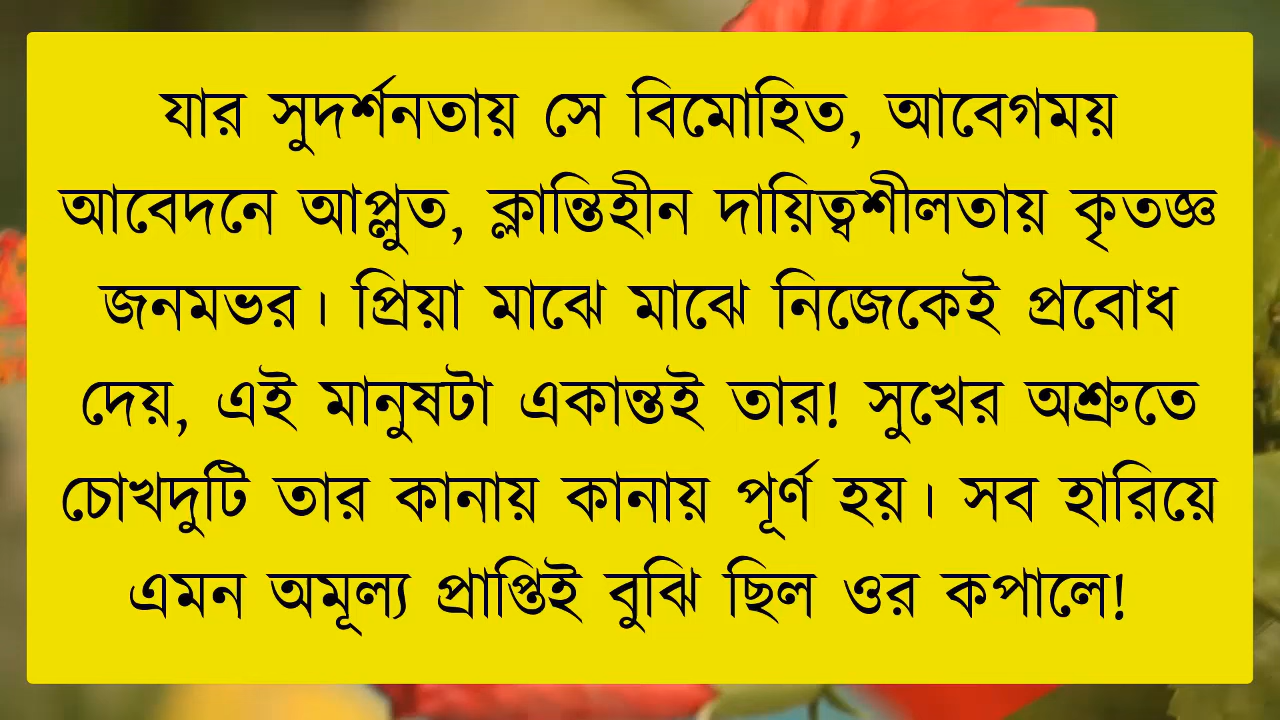 যার সুদর্শনতায় সে বিমোহিত, আবেগময়
আবেদনে আপ্লুত, ক্লান্তিহীন দায়িত্বশীলতায় কৃতজ্ঞ
জনমভর। প্রিয়া মাঝে মাঝে নিজেকেই প্রবোধ
দেয়, এই মানুষটা একান্তই তার! সুখের অশ্রুতে
চোখদুটি তার কানায় কানায় পূর্ণ হয়। সব হারিয়ে
এমন অমূল্য প্রাপ্তিই বুঝি ছিল ওর কপালে!